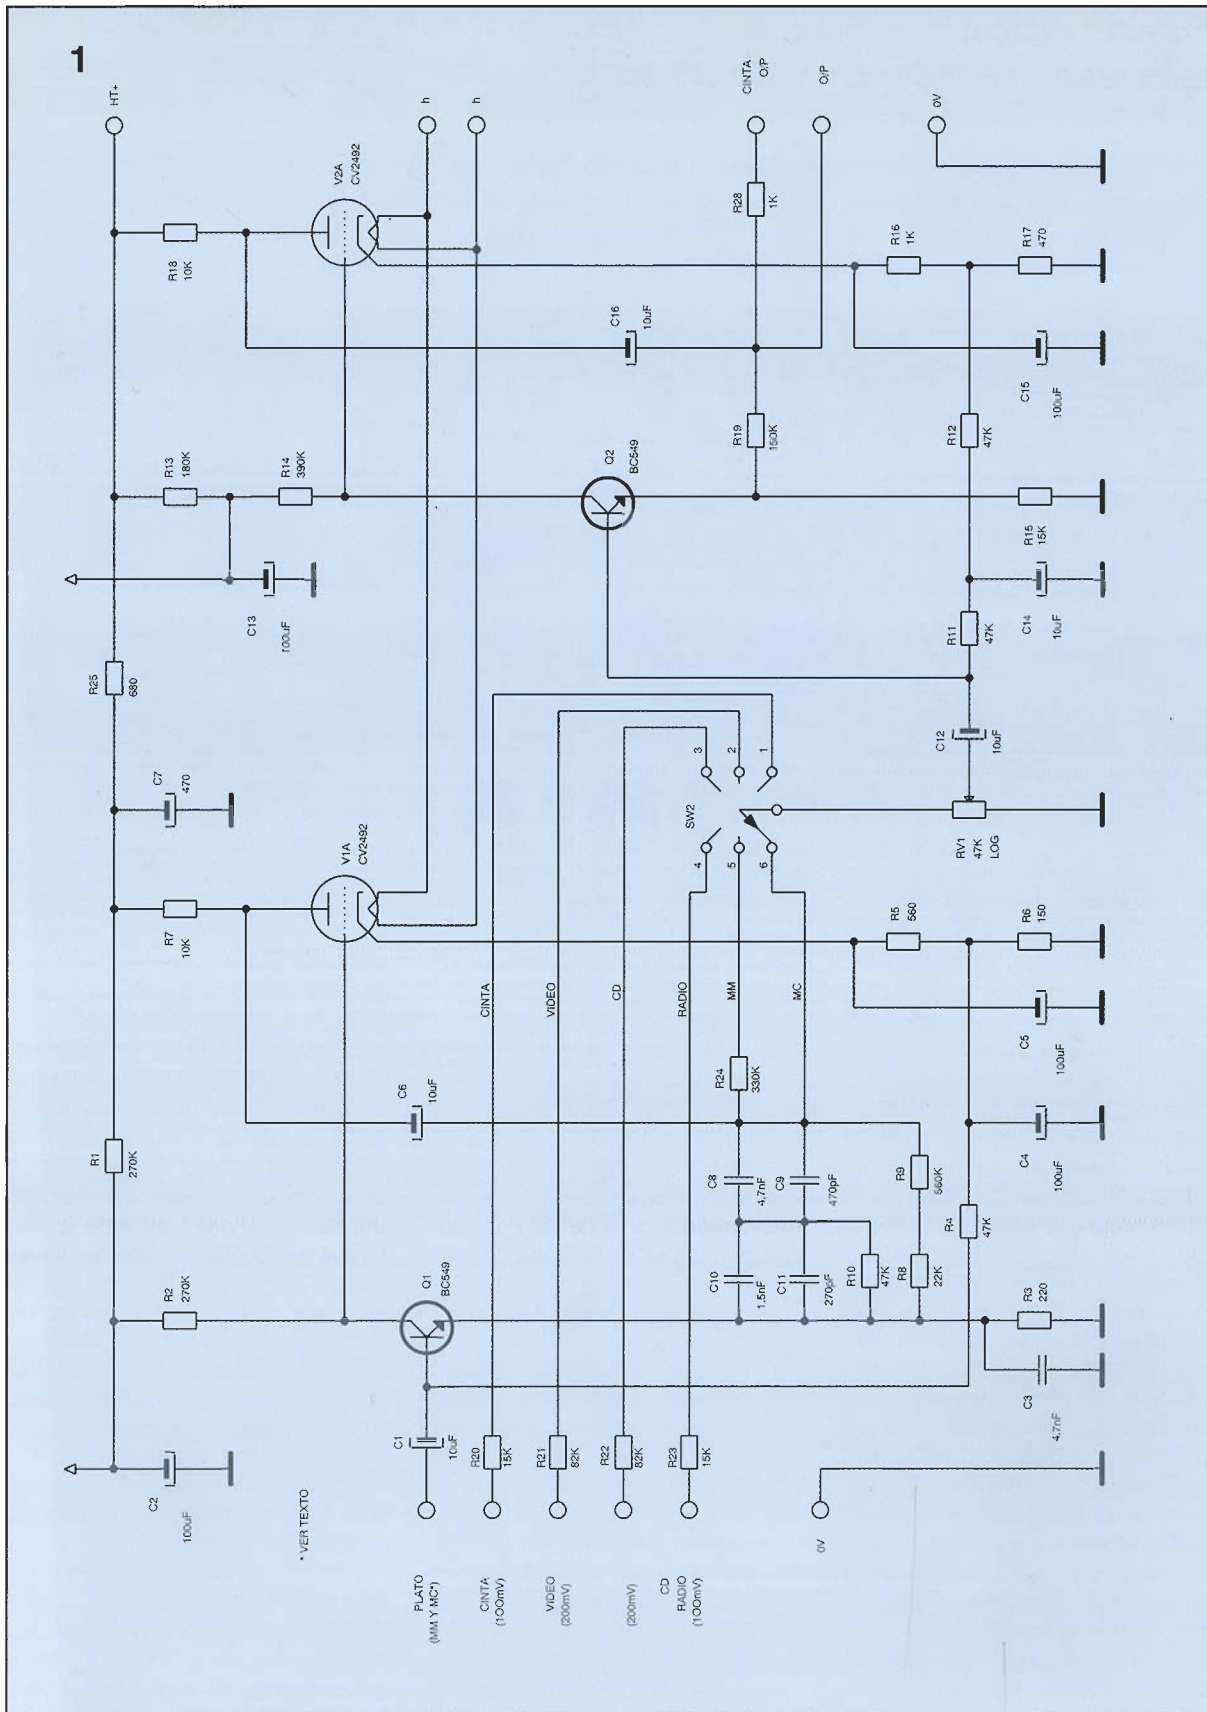 1
HT+
h
h
CINTA
O/P
O/P
0V
V2A
CV2492
R18
10K
R28
1K
R16
1K
R17
470
C16
10uF
C15
100uF
R13
180K
R14
390K
R19
150K
R12
47K
Q2
BC549
R15
15K
C13
100uF
R11
47K
C14
10uF
R25
680
C12
10uF
C7
470
SW2
3
2
1
4
5
6
RV1
47K
LOG
V1A
CV2492
R7
10K
R5
560
R6
150
CINTA
VIDEO
CD
RADIO
MM
MC
R24
330K
C5
100uF
C6
10uF
C4
100uF
R1
270K
C8
4.7nF
C9
470pF
R9
560K
R4
47K
R2
270K
Q1
BC549
C10
1.5nF
C11
270pF
R10
47K
R8
22K
R3
220
C3
4.7nF
C2
100uF
C1
10uF
R20
15K
R21
82K
R22
82K
R23
15K
* VER TEXTO
PLATO
(MM Y MC*)
CINTA
(100mV)
VIDEO
(200mV)
(200mV)
CD
RADIO
(100mV)
0V